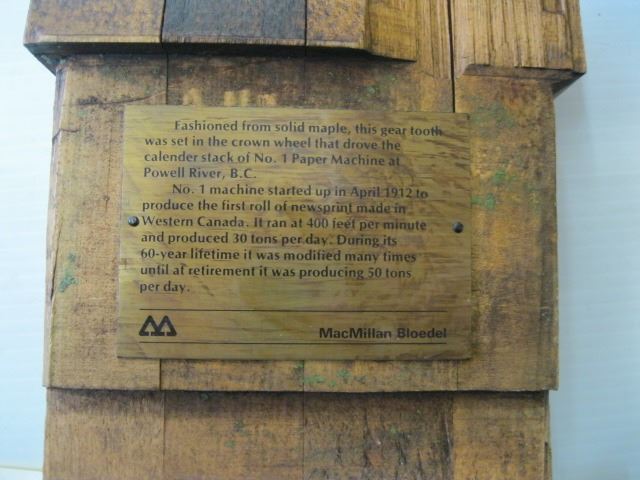 Fashioned from solid maple, this gear tooth
was set in the crown wheel that drove the
calender stack of No. 1 Paper Machine at
Powell River, B.C.
No. 1 machine started up in April 1912 to
produce the first roll of newsprint made in
Western Canada. It ran at 400 feet per minute
and produced 30 tons per day. During its
60-year lifetime it was modified many times
until at retirement it was producing 50 tons
per day.
MacMillan Bloedel